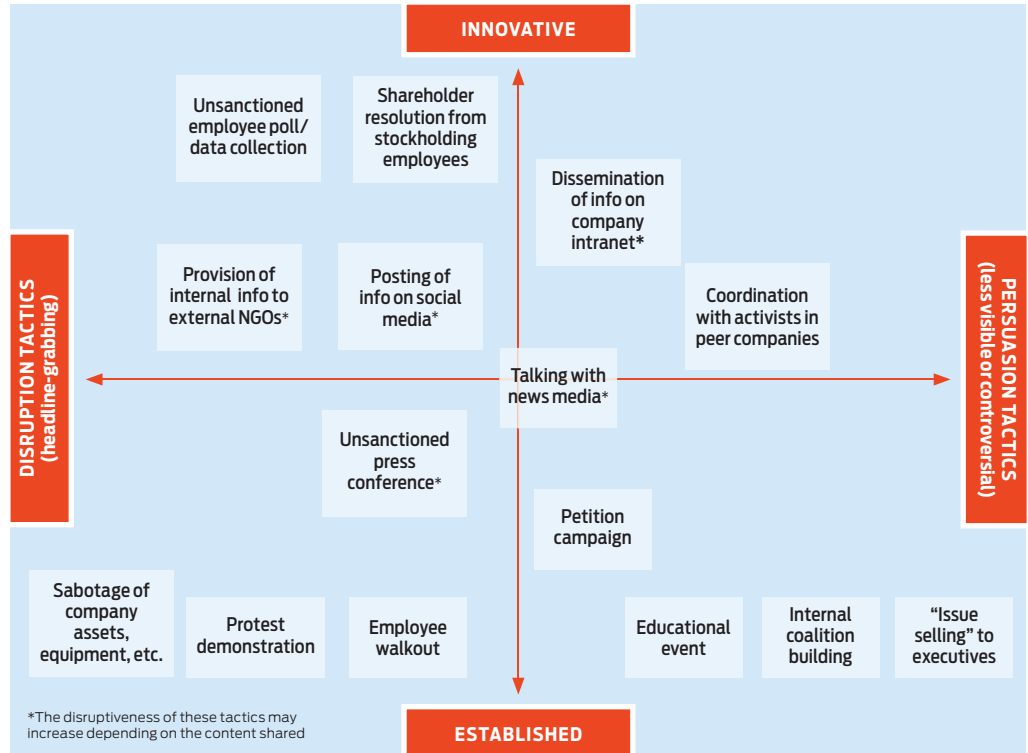 INNOVATIVE
Unsanctioned
employee poll/
data collection
Shareholder
resolution from
stockholding
employees
Dissemination
of info on
company
intranet*
DISRUPTION TACTICS
(headline-grabbing)
Provision of
internal info to
external NGOs*
Posting of
info on social
media*
Coordination
with activists in
peer companies
PERSUASION TACTICS
(less visible or controversial)
Talking with
news media*
Unsanctioned
press
conference*
Petition
campaign
Sabotage of
company
assets,
equipment, etc.
Protest
demonstration
Employee
walkout
Educational
event
Internal
coalition
building
“Issue
selling” to
executives
*The disruptiveness of these tactics may
increase depending on the content shared
ESTABLISHED